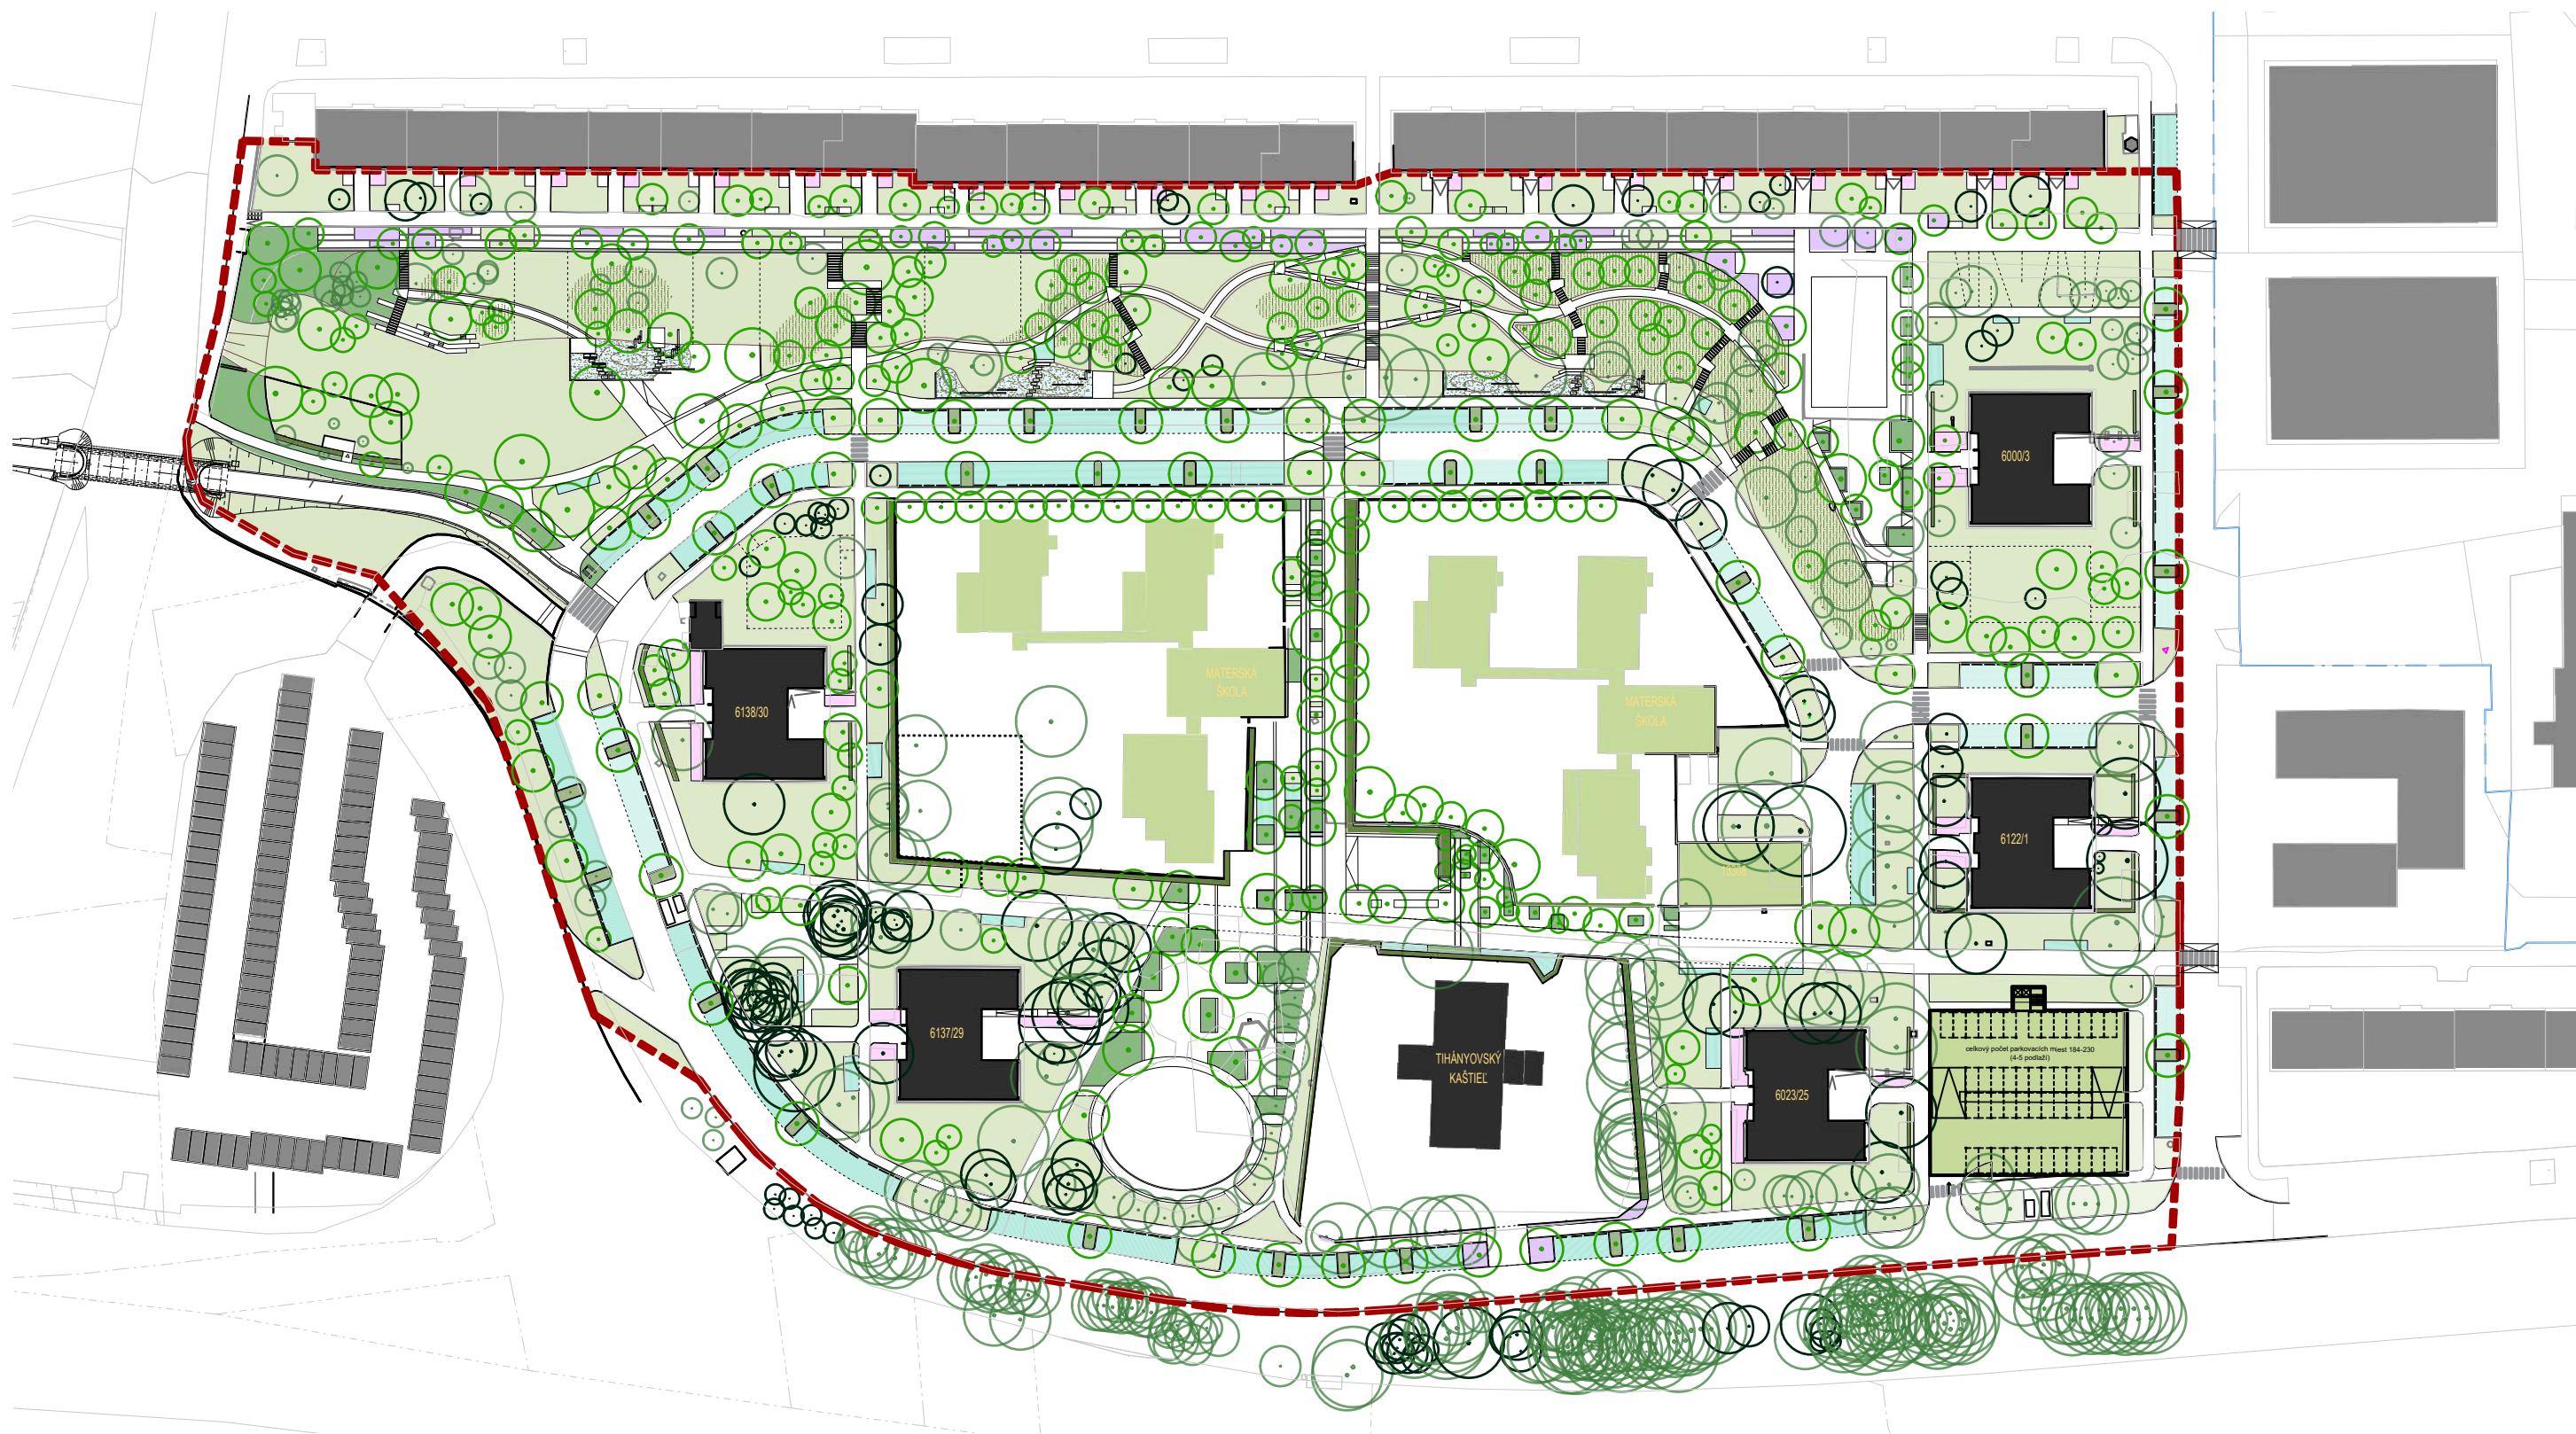 6000/3
MATERSKÁ
ŠKOLA
MATERSKÁ
ŠKOLA
6138/30
6122/1
6137/29
celkový počet parkovacích miest 184-230
(4-5 podlaží)
TIHÁNYOVSKÝ
KAŠTIEĽ
6023/25